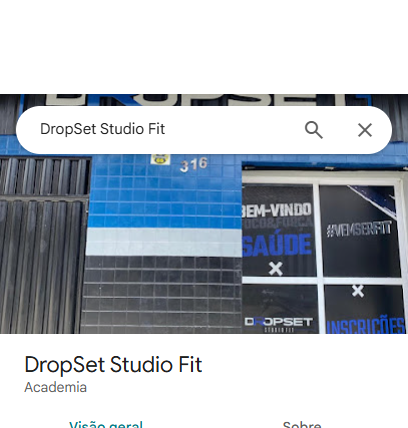 DROPSET
DropSet Studio Fit
316
BEM-VINDO
SAÚDE
#VEMSERFIT
DROPSET
STUDIO FIT
INSCRIÇÕES
DropSet Studio Fit
Academia
Visão geral
Sobre